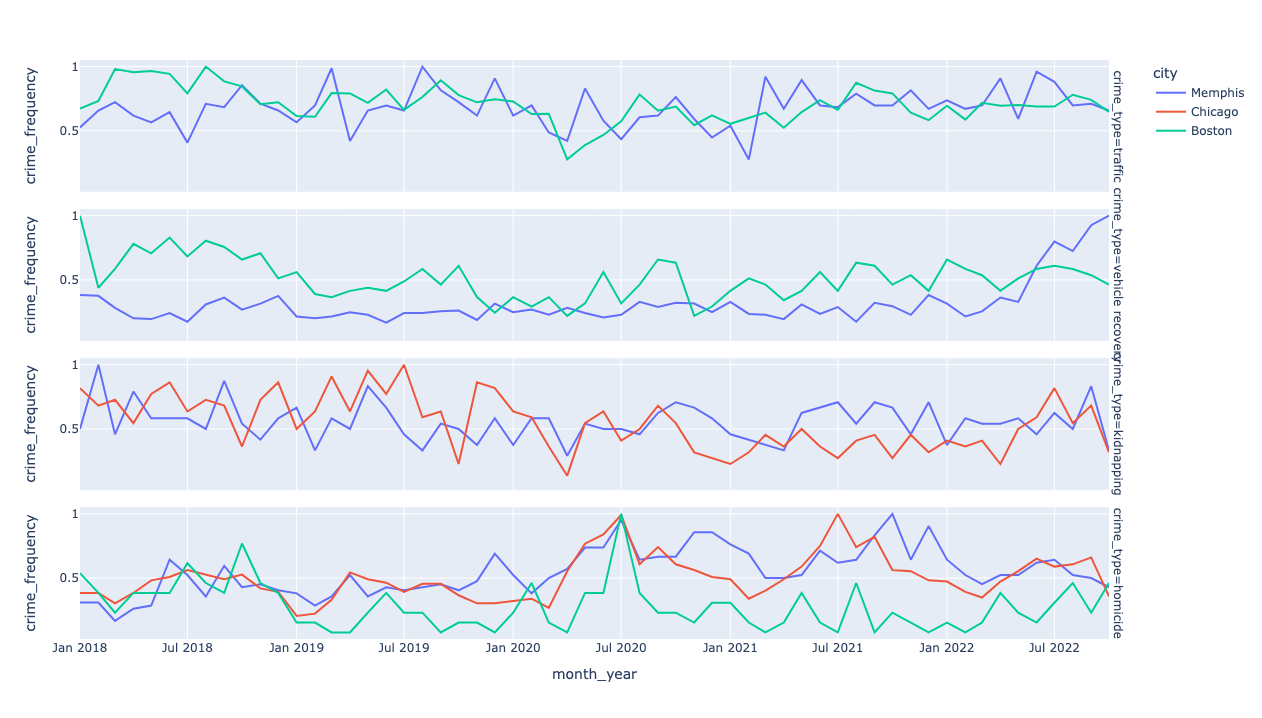 crime_frequency
1
0.5
crime_type=traffic
city
Memphis
Chicago
Boston
crime_frequency
1
0.5
crime_type=vehicle recovery
crime_frequency
1
0.5
crime_type=kidnapping
crime_frequency
1
0.5
crime_type=homicide
Jan 2018 Jul 2018 Jan 2019 Jul 2019 Jan 2020 Jul 2020 Jan 2021 Jul 2021 Jan 2022 Jul 2022
month_year